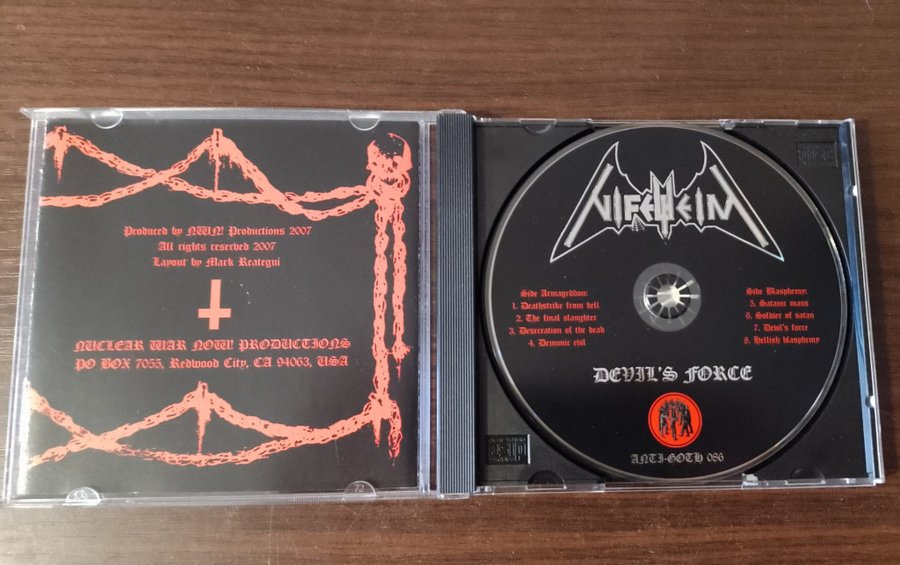 Produced by NWN! Productions 2007
All rights reserved 2007
Layout by Mark Reategui
NUCLEAR WAR NOW! PRODUCTIONS
PO BOX 7055, Redwood City, CA 94063, USA
NIFELHEIM
Side Armageddon:
1. Deathstrike from hell
2. The final slaughter
3. Desecration of the dead
4. Demonic evil
Side Blasphemy:
5. Satanic mass
6. Soldier of satan
7. Devil's force
8. Hellish blasphemy
DEVIL'S FORCE
ANTI-GOTH 086